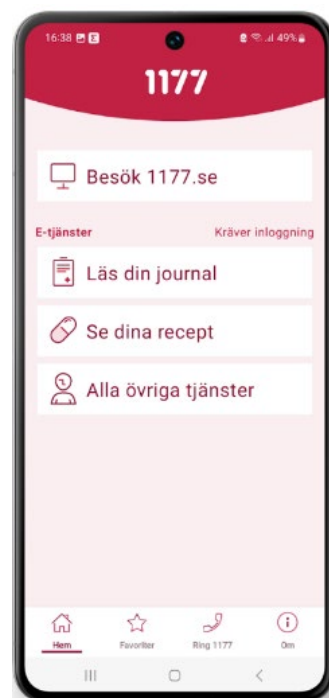 16:38 49%
1177
Besök 1177.se
E-tjänster Kräver inloggning
Läs din journal
Se dina recept
Alla övriga tjänster
Hem Favoriter Ring 1177 Om